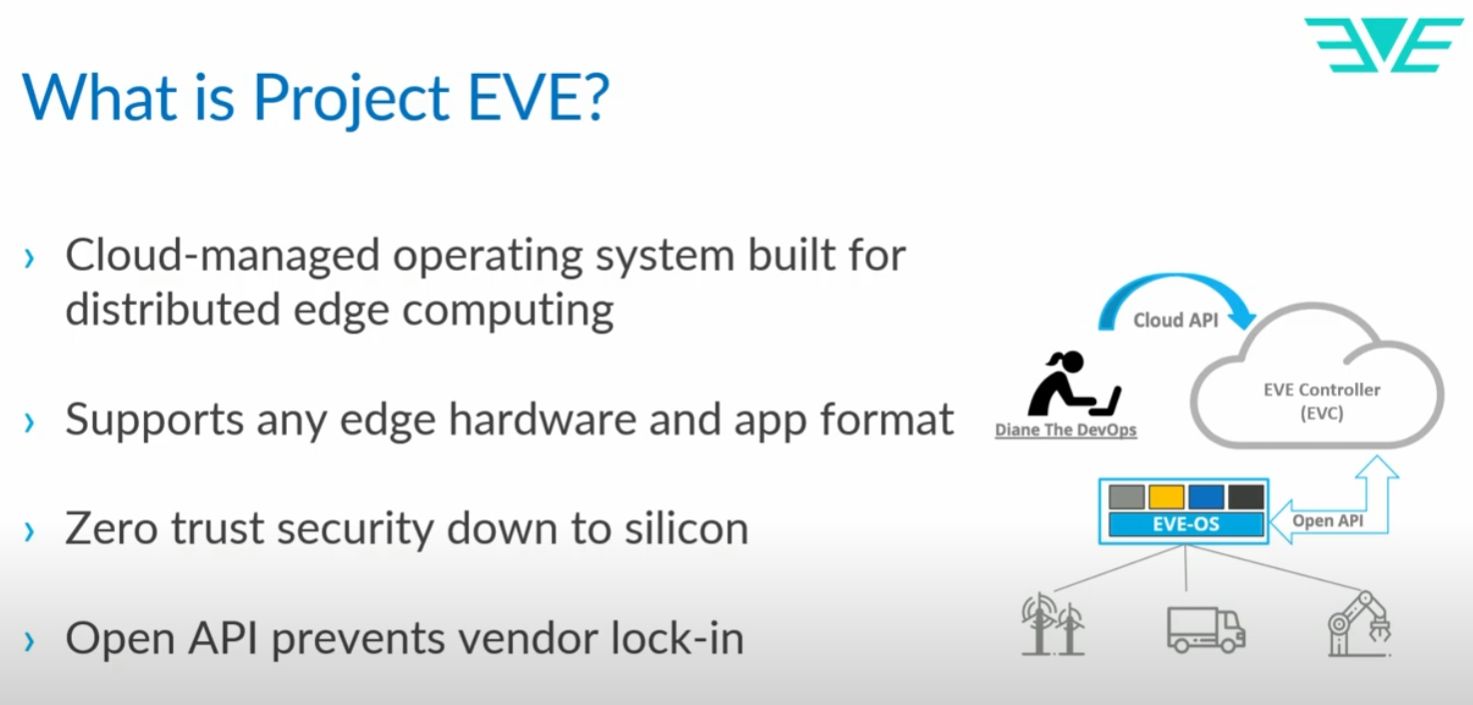 EVE
What is Project EVE?
› Cloud-managed operating system built for
distributed edge computing
› Supports any edge hardware and app format
› Zero trust security down to silicon
› Open API prevents vendor lock-in
Cloud API
EVE Controller
(EVC)
Diane The DevOps
EVE-OS
Open API